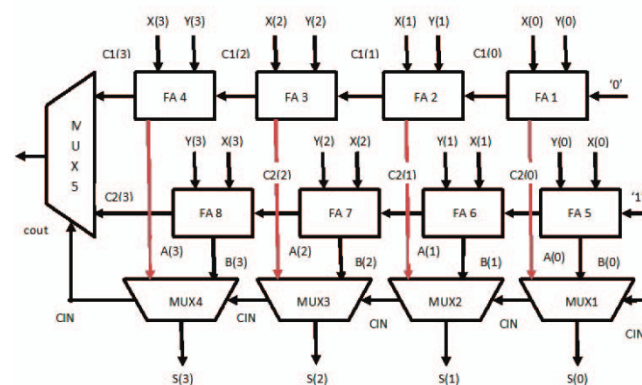 X(3) Y(3) X(2) Y(2) X(1) Y(1) X(0) Y(0)
C1(3) C1(2) C1(1) C1(0)
FA 4 FA 3 FA 2 FA 1 '0'
MUX5
Y(3) X(3) Y(2) X(2) Y(1) X(1) Y(0) X(0)
C2(3) C2(2) C2(1) C2(0)
FA 8 FA 7 FA 6 FA 5 '1'
cout
A(3) B(3) A(2) B(2) A(1) B(1) A(0) B(0)
MUX4 MUX3 MUX2 MUX1
CIN CIN CIN CIN CIN
S(3) S(2) S(1) S(0)